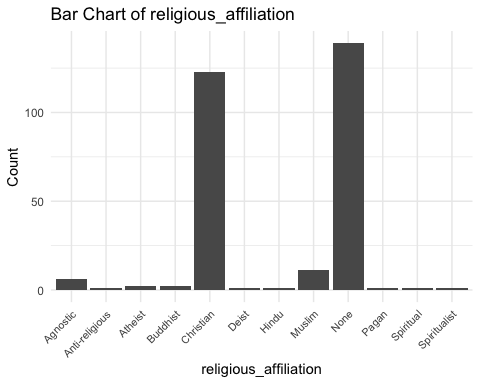 Bar Chart of religious_affiliation
Count
100
50
0
Agnostic
Anti-religious
Atheist
Buddhist
Christian
Deist
Hindu
Muslim
None
Pagan
Spiritual
Spiritualist
religious_affiliation